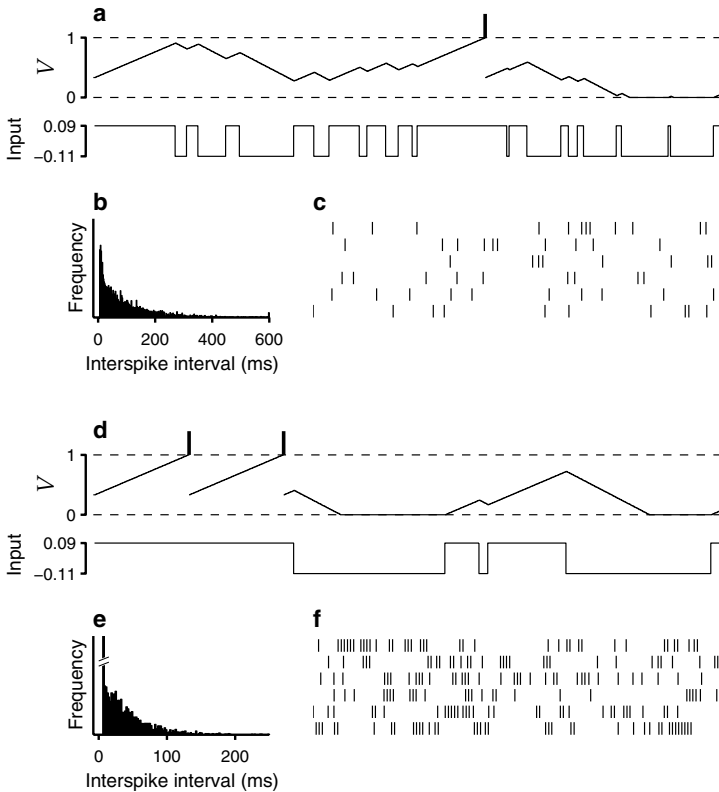 a
1
V
0
0.09
Input
−0.11
b
c
Frequency
0 200 400 600
Interspike interval (ms)
d
1
V
0
0.09
Input
−0.11
e
f
Frequency
0 100 200
Interspike interval (ms)